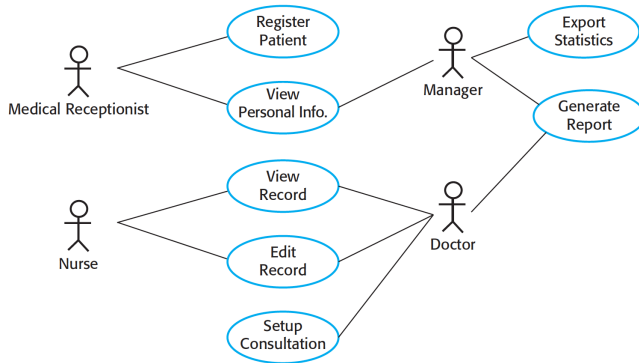 Register
Patient
Export
Statistics
Medical Receptionist
View
Personal Info.
Manager
Generate
Report
View
Record
Nurse
Edit
Record
Doctor
Setup
Consultation